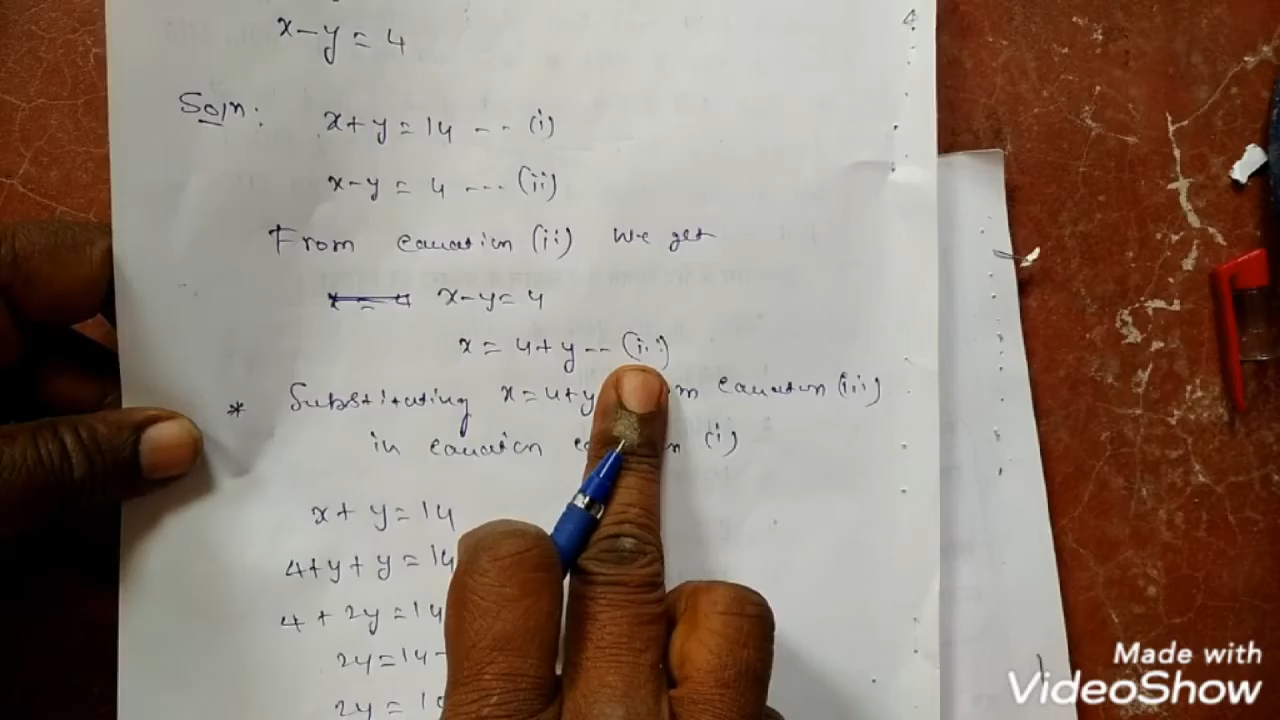 x-y=4
Soln:
x+y=14 -- (i)
x-y=4 --- (ii)
From equation (ii) we get
x-y=4
x=4+y -- (iii)
* Substituting x=4+y equation (iii)
in equation (i)
x+y=14
4+y+y=14
4+2y=14
2y=14-
2y=
Made with
VideoShow